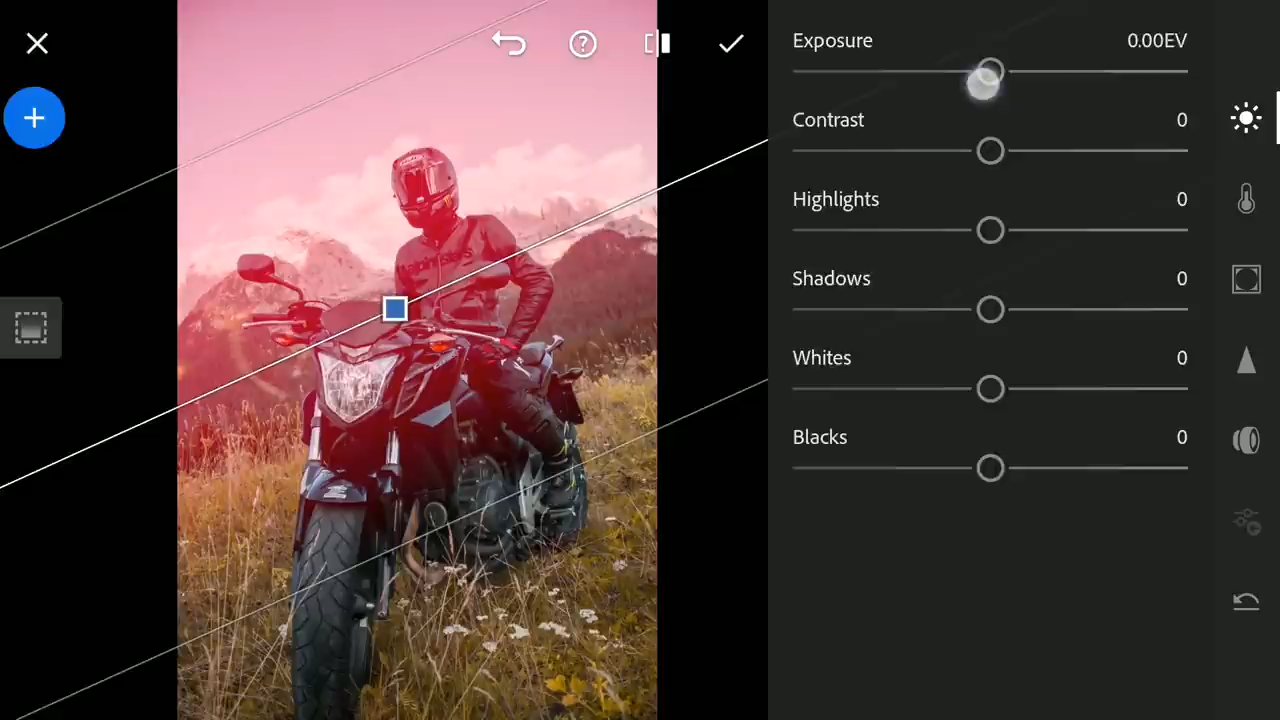 Exposure 0.00EV
Contrast 0
Highlights 0
Shadows 0
Whites 0
Blacks 0